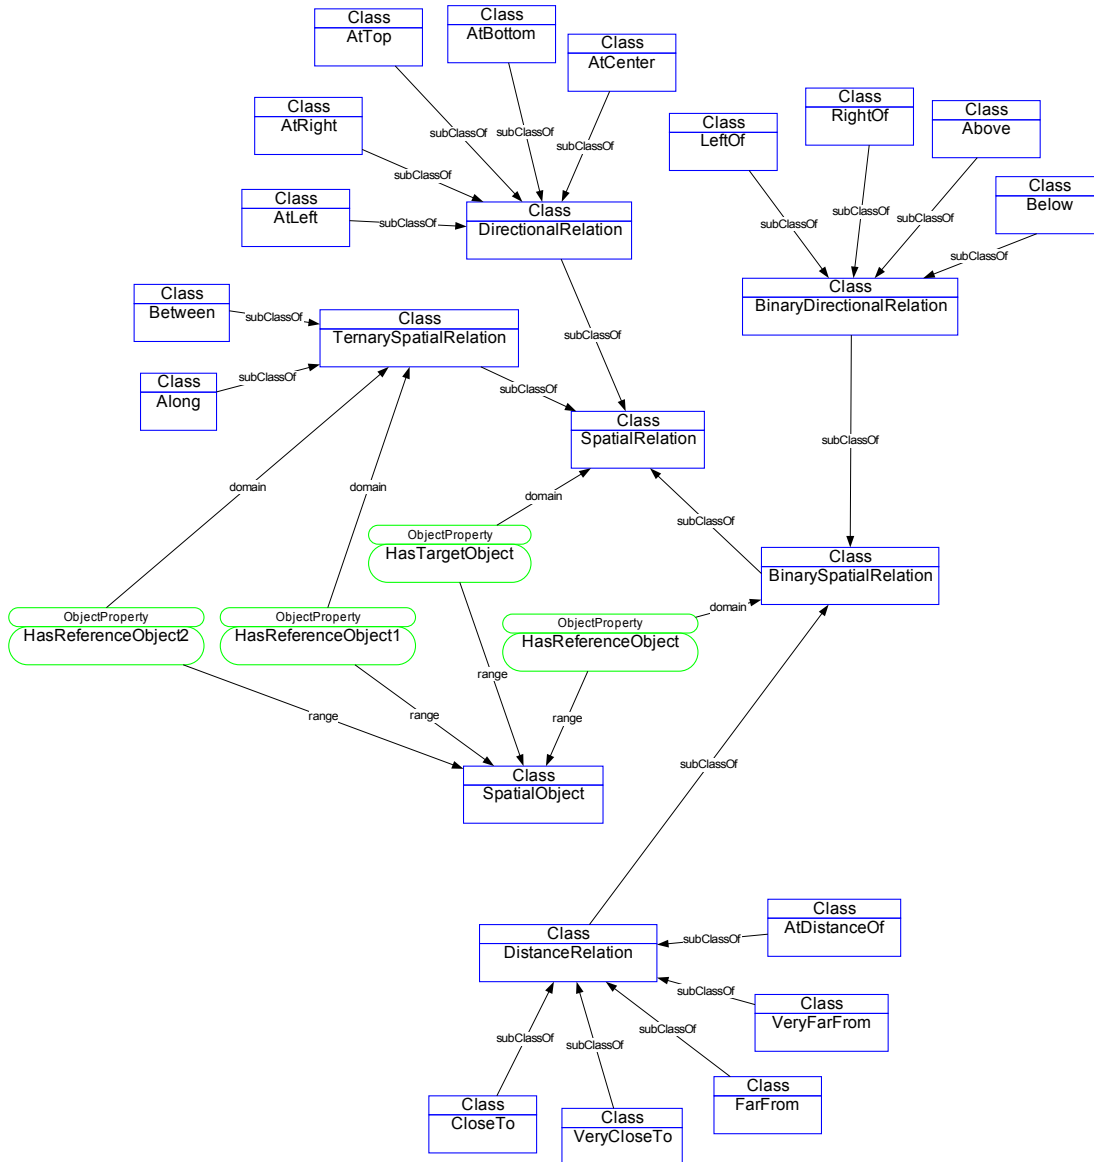 Class
AtTop
Class
AtBottom
Class
AtCenter
Class
AtRight
Class
AtLeft
subClassOf
subClassOf
subClassOf
subClassOf
subClassOf
Class
DirectionalRelation
Class
LeftOf
Class
RightOf
Class
Above
Class
Below
subClassOf
subClassOf
subClassOf
subClassOf
Class
BinaryDirectionalRelation
Class
Between
subClassOf
Class
Along
subClassOf
Class
TernarySpatialRelation
subClassOf
subClassOf
Class
SpatialRelation
subClassOf
domain
domain
domain
subClassOf
ObjectProperty
HasTargetObject
Class
BinarySpatialRelation
ObjectProperty
HasReferenceObject2
ObjectProperty
HasReferenceObject1
ObjectProperty
HasReferenceObject
domain
range
range
range
range
Class
SpatialObject
subClassOf
Class
DistanceRelation
subClassOf
Class
AtDistanceOf
subClassOf
Class
VeryFarFrom
subClassOf
subClassOf
subClassOf
Class
FarFrom
Class
CloseTo
Class
VeryCloseTo